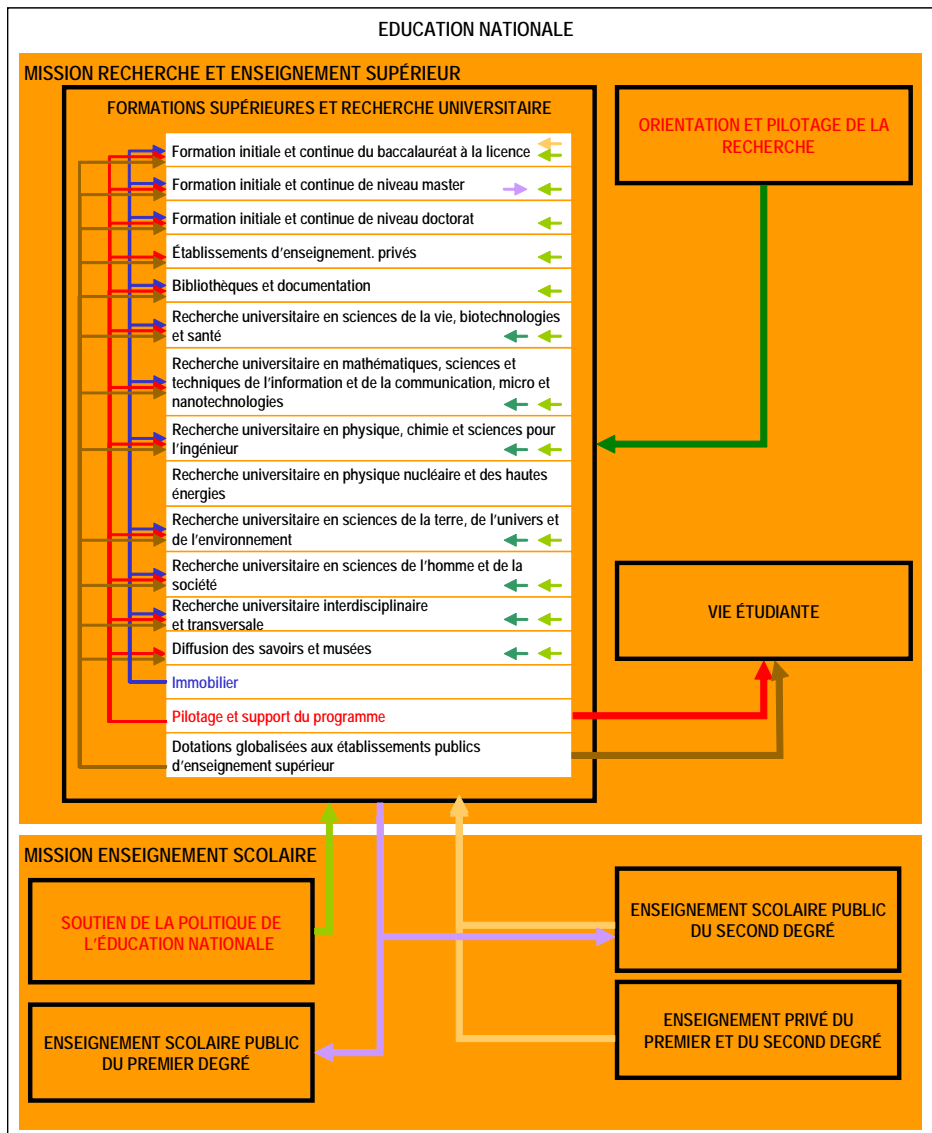 EDUCATION NATIONALE
MISSION RECHERCHE ET ENSEIGNEMENT SUPÉRIEUR
FORMATIONS SUPÉRIEURES ET RECHERCHE UNIVERSITAIRE
Formation initiale et continue du baccalauréat à la licence
Formation initiale et continue de niveau master
Formation initiale et continue de niveau doctorat
Établissements d'enseignement. privés
Bibliothèques et documentation
Recherche universitaire en sciences de la vie, biotechnologies
et santé
Recherche universitaire en mathématiques, sciences et
techniques de l'information et de la communication, micro et
nanotechnologies
Recherche universitaire en physique, chimie et sciences pour
l'ingénieur
Recherche universitaire en physique nucléaire et des hautes
énergies
Recherche universitaire en sciences de la terre, de l'univers et
de l'environnement
Recherche universitaire en sciences de l'homme et de la
société
Recherche universitaire interdisciplinaire
et transversale
Diffusion des savoirs et musées
Immobilier
Pilotage et support du programme
Dotations globalisées aux établissements publics
d'enseignement supérieur
ORIENTATION ET PILOTAGE DE LA
RECHERCHE
VIE ÉTUDIANTE
MISSION ENSEIGNEMENT SCOLAIRE
SOUTIEN DE LA POLITIQUE DE
L'ÉDUCATION NATIONALE
ENSEIGNEMENT SCOLAIRE PUBLIC
DU PREMIER DEGRÉ
ENSEIGNEMENT SCOLAIRE PUBLIC
DU SECOND DEGRÉ
ENSEIGNEMENT PRIVÉ DU
PREMIER ET DU SECOND DEGRÉ